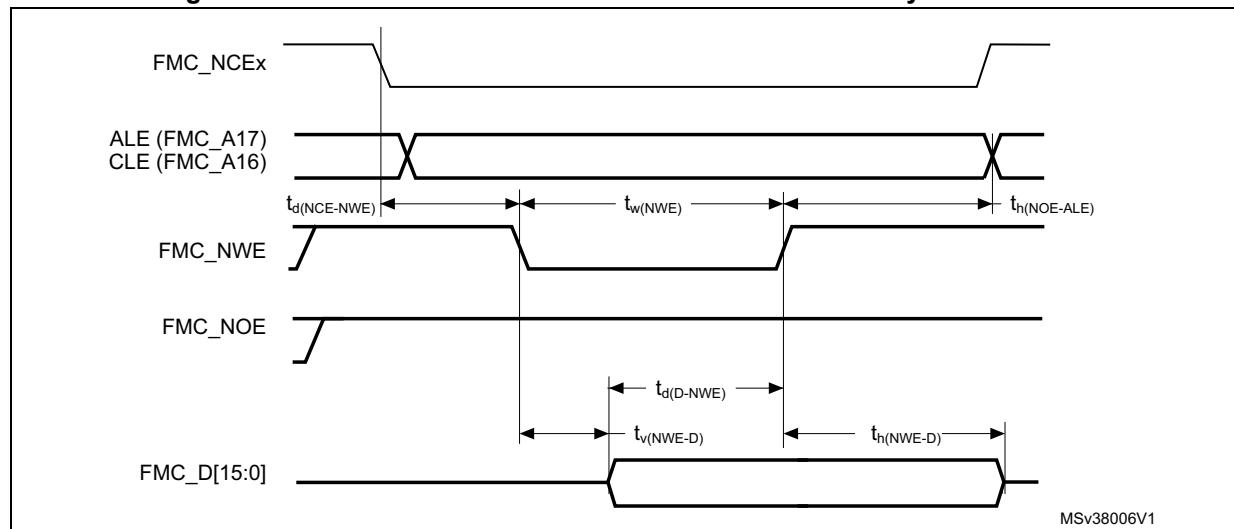 FMC_NCEx
ALE (FMC_A17)
CLE (FMC_A16)
td(NCE-NWE)
tw(NWE)
th(NOE-ALE)
FMC_NWE
FMC_NOE
td(D-NWE)
tv(NWE-D)
th(NWE-D)
FMC_D[15:0]
MSv38006V1